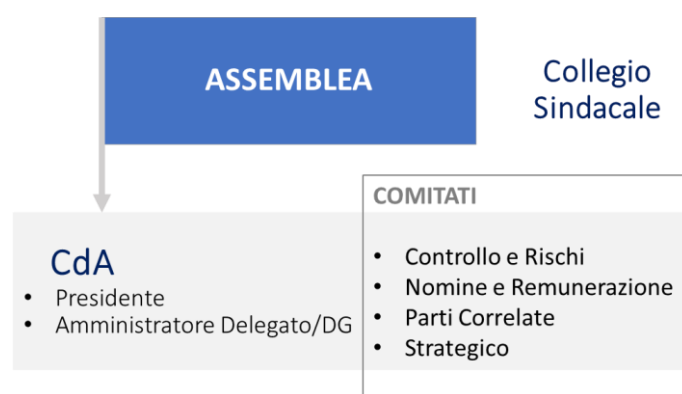 ASSEMBLEA
Collegio
Sindacale
COMITATI
CdA
• Presidente
• Amministratore Delegato/DG
• Controllo e Rischi
• Nomine e Remunerazione
• Parti Correlate
• Strategico